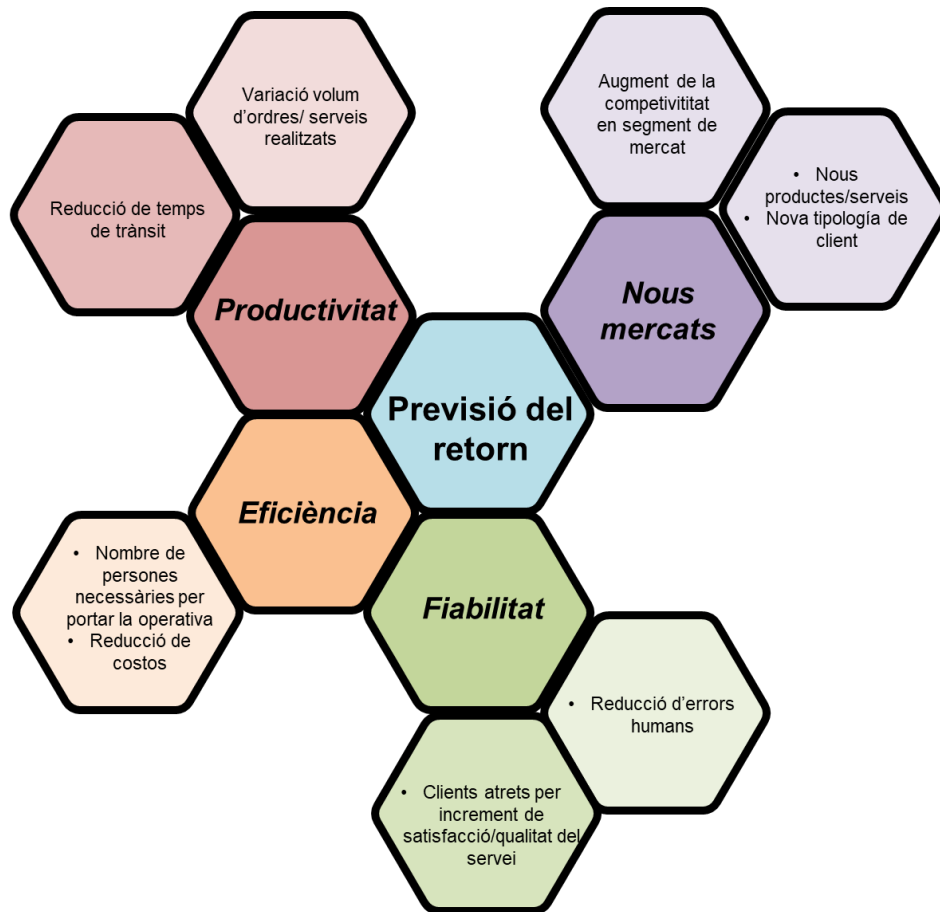 Variació volum
d'ordres/ serveis
realitzats
Reducció de temps
de trànsit
Productivitat
Augment de la
competivititat
en segment de
mercat
• Nous
productes/serveis
• Nova tipología de
client
Nous
mercats
Previsió del
retorn
Eficiència
• Nombre de
persones
necessàries per
portar la operativa
• Reducció de
costos
Fiabilitat
• Reducció d'errors
humans
• Clients atrets per
increment de
satisfacció/qualitat del
servei